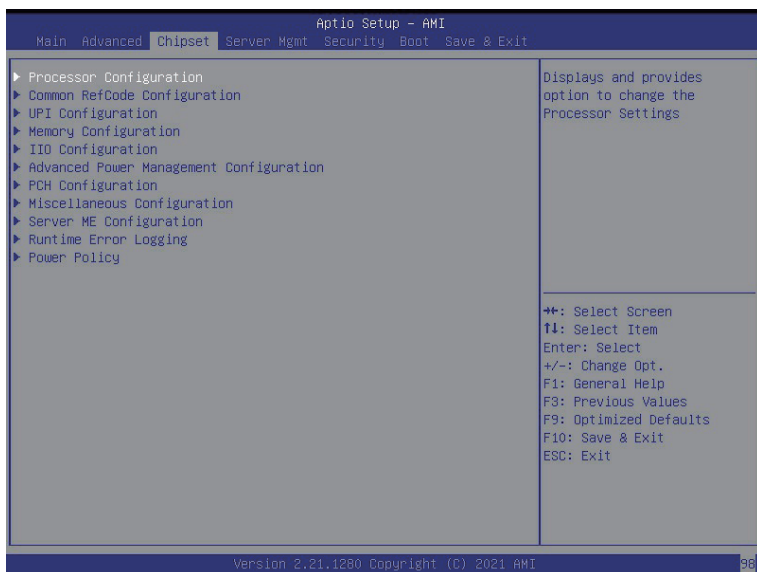 Aptio Setup – AMI
Main Advanced Chipset Server Mgmt Security Boot Save & Exit
▶ Processor Configuration
▶ Common RefCode Configuration
▶ UPI Configuration
▶ Memory Configuration
▶ IIO Configuration
▶ Advanced Power Management Configuration
▶ PCH Configuration
▶ Miscellaneous Configuration
▶ Server ME Configuration
▶ Runtime Error Logging
▶ Power Policy
Displays and provides
option to change the
Processor Settings
→←: Select Screen
↑↓: Select Item
Enter: Select
+/-: Change Opt.
F1: General Help
F3: Previous Values
F9: Optimized Defaults
F10: Save & Exit
ESC: Exit
Version 2.21.1280 Copyright (C) 2021 AMI
98